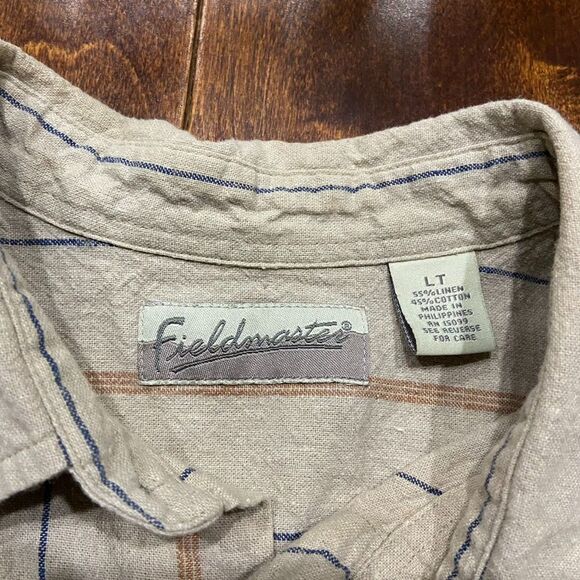 Fieldmaster®
LT
55%LINEN
45%COTTON
MADE IN
PHILIPPINES
RN 15099
SEE REVERSE
FOR CARE